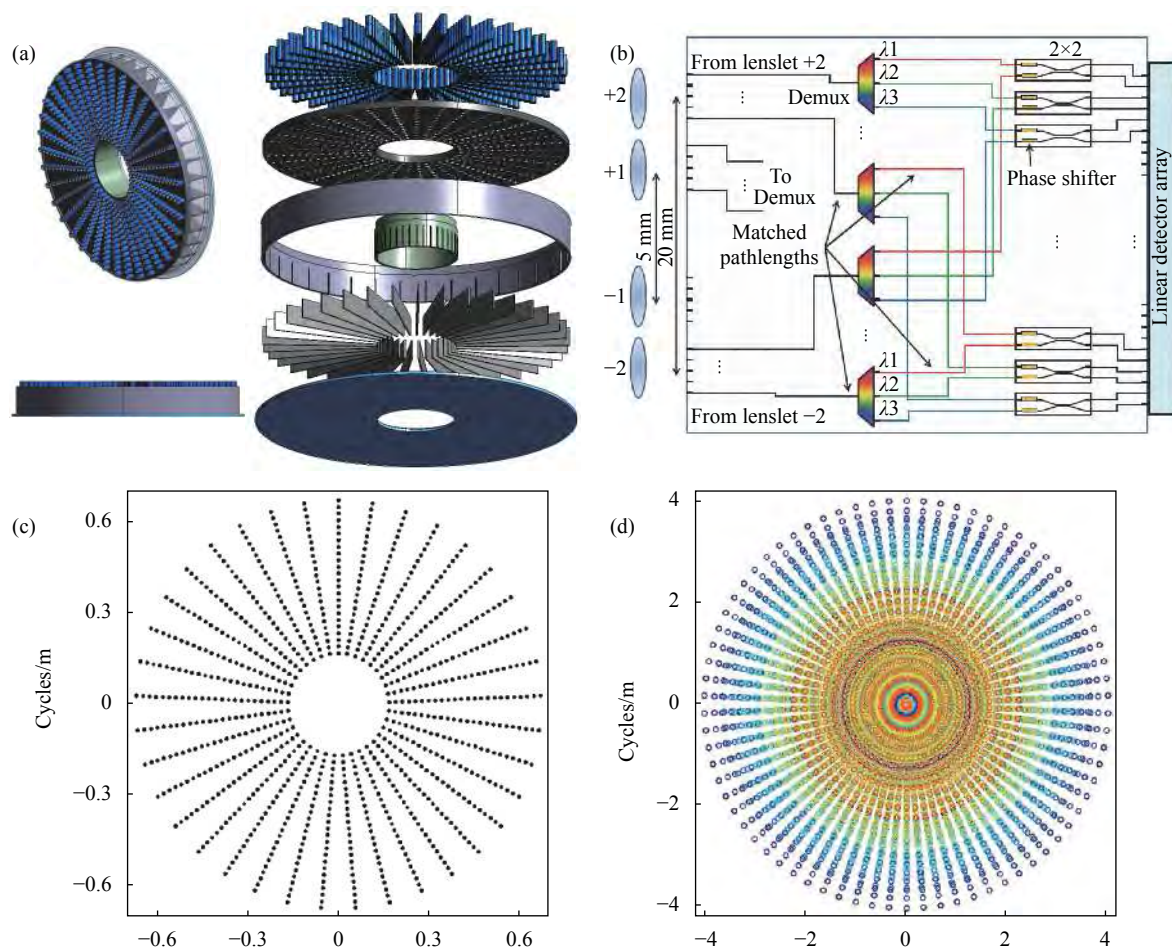 (a)
(b)
From lenslet +2
λ1
λ2
λ3
2×2
Demux
+2
+1
−1
−2
5 mm
20 mm
To
Demux
Matched
pathlengths
Phase shifter
Linear detector array
λ1
λ2
λ3
From lenslet −2
(c)
Cycles/m
0.6
0.3
0
−0.3
−0.6
−0.6
−0.3
0
0.3
0.6
(d)
Cycles/m
4
2
0
−2
−4
−4
−2
0
2
4